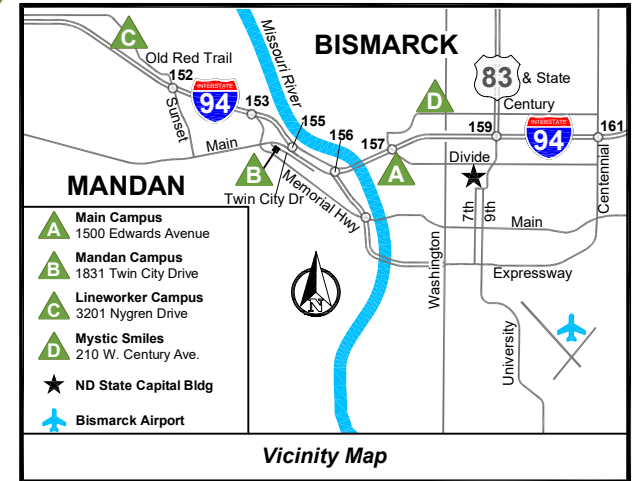 C
Old Red Trail
152
INTERSTATE
94
153
Sunset
Main
Missouri River
BISMARCK
83
& State
D
Century
155
156
157
159
INTERSTATE
94
161
Centennial
A
Divide
B
Twin City Dr
Memorial Hwy
MANDAN
7th
9th
Main
Washington
Expressway
University
N
A
Main Campus
1500 Edwards Avenue
B
Mandan Campus
1831 Twin City Drive
C
Lineworker Campus
3201 Nygren Drive
D
Mystic Smiles
210 W. Century Ave.
ND State Capital Bldg
Bismarck Airport
Vicinity Map